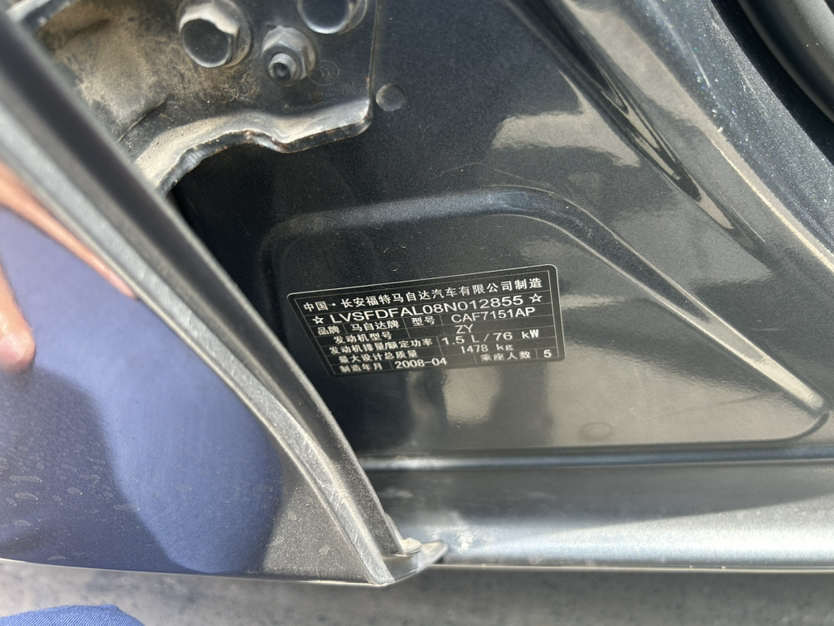 中国·长安福特马自达汽车有限公司制造
☆ LVSFDFAL08N012855 ☆
品牌 马自达牌 型号 CAF7151AP
发动机型号 ZY
发动机排量/额定功率 1.5 L/76 kW
最大设计总质量 1478 kg
制造年月 2008-04 乘座人数 5